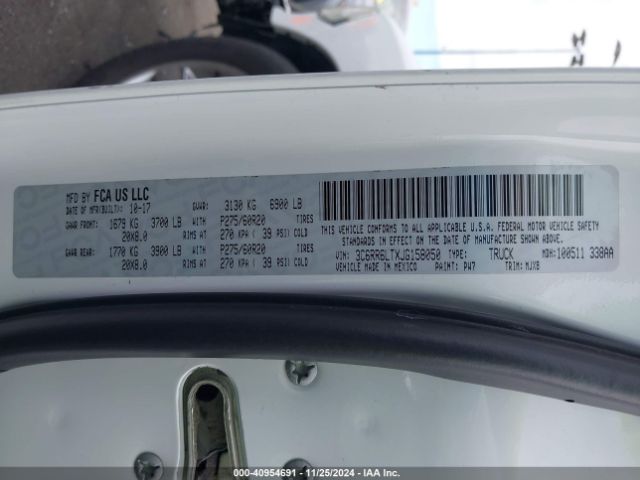 MFD BY FCA US LLC
DATE OF MFR(BUILT): 10-17 GVWR: 3130 KG 6900 LB
GAWR FRONT: 1679 KG 3700 LB WITH P275/60R20 TIRES
20X8.0 RIMS AT 270 KPA ( 39 PSI) COLD
GAWR REAR: 1770 KG 3900 LB WITH P275/60R20 TIRES
20X8.0 RIMS AT 270 KPA ( 39 PSI) COLD
THIS VEHICLE CONFORMS TO ALL APPLICABLE U.S.A. FEDERAL MOTOR VEHICLE SAFETY
STANDARDS IN EFFECT ON THE DATE OF MANUFACTURE SHOWN ABOVE.
VIN: 3C6RR6LTXJG158050 TYPE: TRUCK MDH:100511 338AA
VEHICLE MADE IN MEXICO PAINT: PW7 TRIM: MJX8
000-40954691 - 11/25/2024 - IAA Inc.